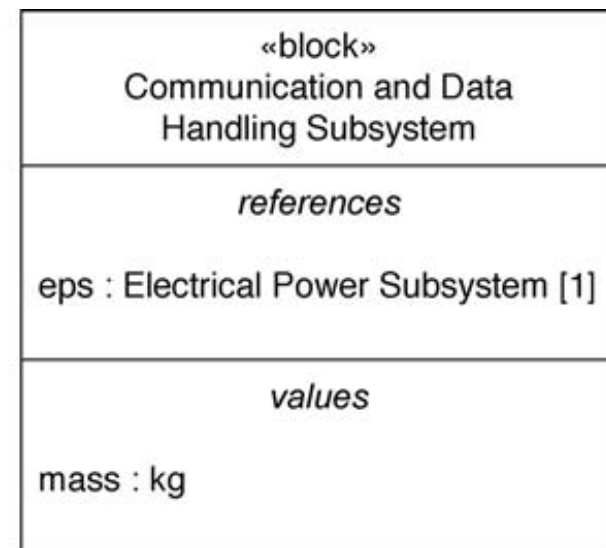 «block»
Communication and Data
Handling Subsystem
references
eps : Electrical Power Subsystem [1]
values
mass : kg